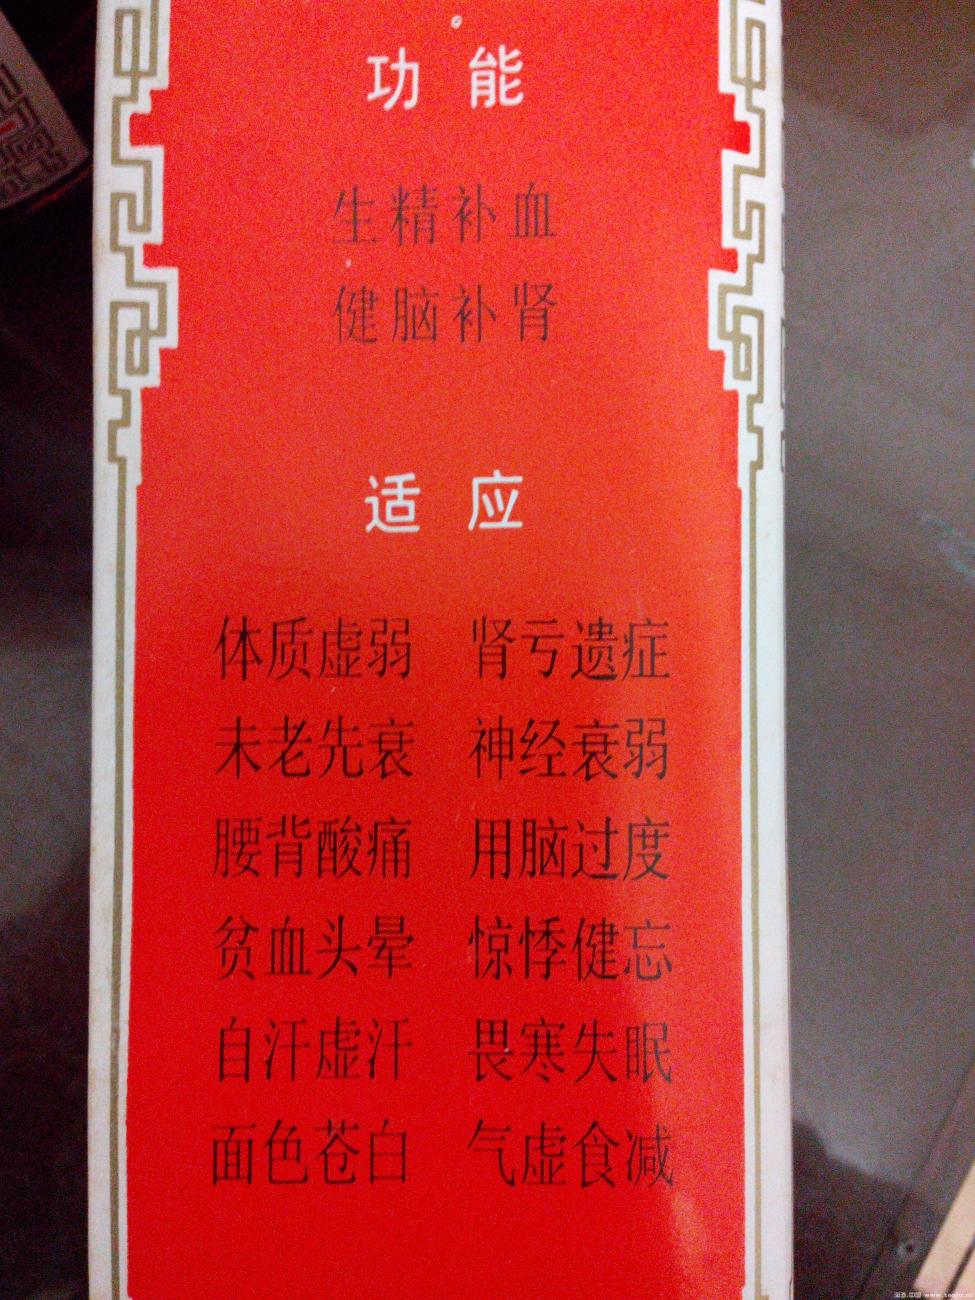 功能
生精补血
健脑补肾
适应
体质虚弱 肾亏遗症
未老先衰 神经衰弱
腰背酸痛 用脑过度
贫血头晕 惊悸健忘
自汗虚汗 畏寒失眠
面色苍白 气虚食减